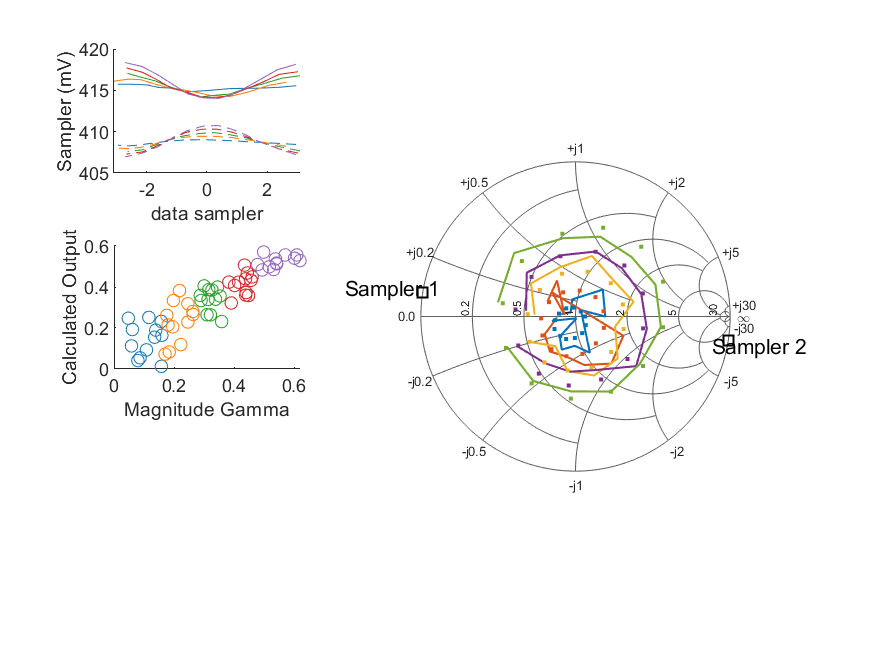 420
415
410
405
Sampler (mV)
-2
0
2
data sampler
0.6
0.4
0.2
0
Calculated Output
0
0.2
0.4
0.6
Magnitude Gamma
+j1
+j0.5
+j2
+j0.2
+j5
Sampler 1
0.2
0.5
1
2
5
30
+j30
0.0
∞
-j30
Sampler 2
-j0.2
-j5
-j0.5
-j2
-j1